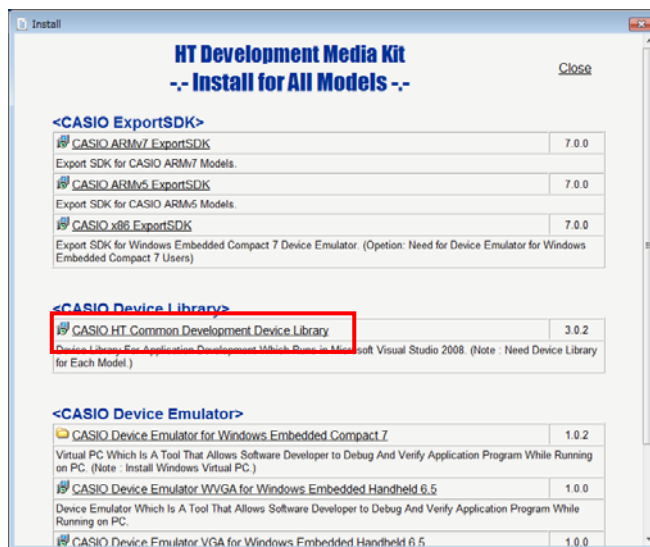 Install
HT Development Media Kit
-.- Install for All Models -.-
Close
<CASIO ExportSDK>
CASIO ARMv7 ExportSDK 7.0.0
Export SDK for CASIO ARMv7 Models.
CASIO ARMv5 ExportSDK 7.0.0
Export SDK for CASIO ARMv5 Models.
CASIO x86 ExportSDK 7.0.0
Export SDK for Windows Embedded Compact 7 Device Emulator. (Opetion: Need for Device Emulator for Windows
Embedded Compact 7 Users)
<CASIO Device Library>
CASIO HT Common Development Device Library 3.0.2
Device Library For Application Development Which Runs in Microsoft Visual Studio 2008. (Note : Need Device Library
for Each Model.)
<CASIO Device Emulator>
CASIO Device Emulator for Windows Embedded Compact 7 1.0.2
Virtual PC Which Is A Tool That Allows Software Developer to Debug And Verify Application Program While Running
on PC. (Note : Install Windows Virtual PC.)
CASIO Device Emulator WVGA for Windows Embedded Handheld 6.5 1.0.0
Device Emulator Which Is A Tool That Allows Software Developer to Debug And Verify Application Program While
Running on PC.
CASIO Device Emulator VGA for Windows Embedded Handheld 6.5 1.0.0